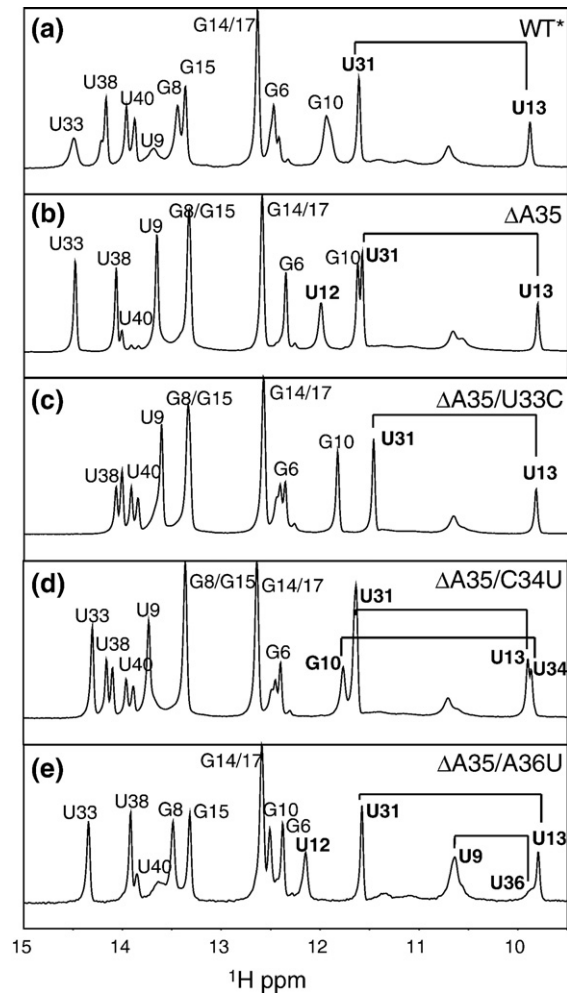 (a) WT*
U33 U38 U40 U9 G8 G15 G14/17 G6 G10 U31 U13
(b) ΔA35
U33 U38 U40 U9 G8/G15 G14/17 G6 U12 G10 U31 U13
(c) ΔA35/U33C
U38 U40 U9 G8/G15 G14/17 G6 G10 U31 U13
(d) ΔA35/C34U
U33 U38 U40 U9 G8/G15 G14/17 G6 G10 U31 U13 U34
(e) ΔA35/A36U
U33 U38 U40 G8 G15 G14/17 G10 G6 U12 U31 U9 U36 U13
15 14 13 12 11 10
¹H ppm